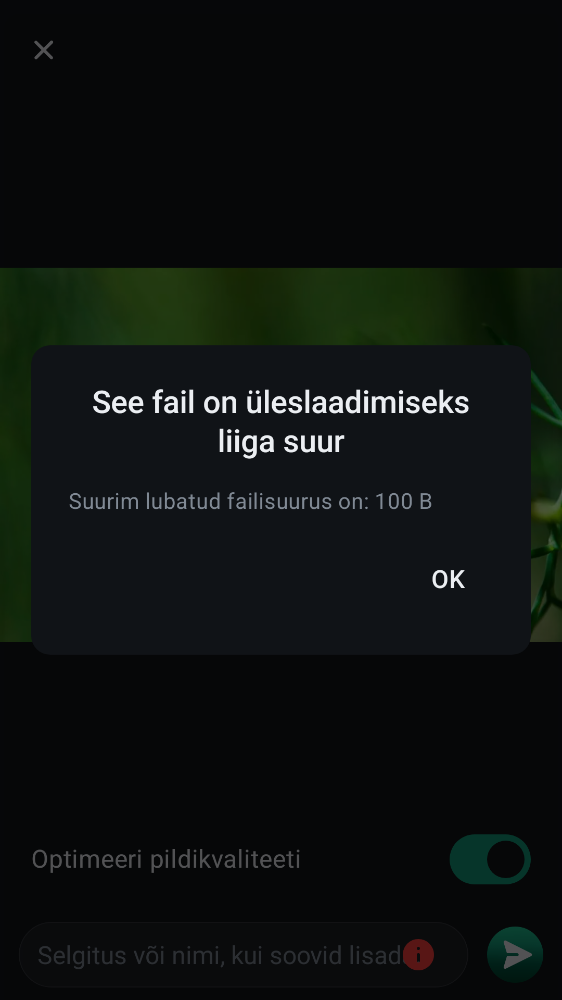 See fail on üleslaadimiseks
liiga suur
Suurim lubatud failisuurus on: 100 B
OK
Optimeeri pildikvaliteeti
Selgitus või nimi, kui soovid lisad